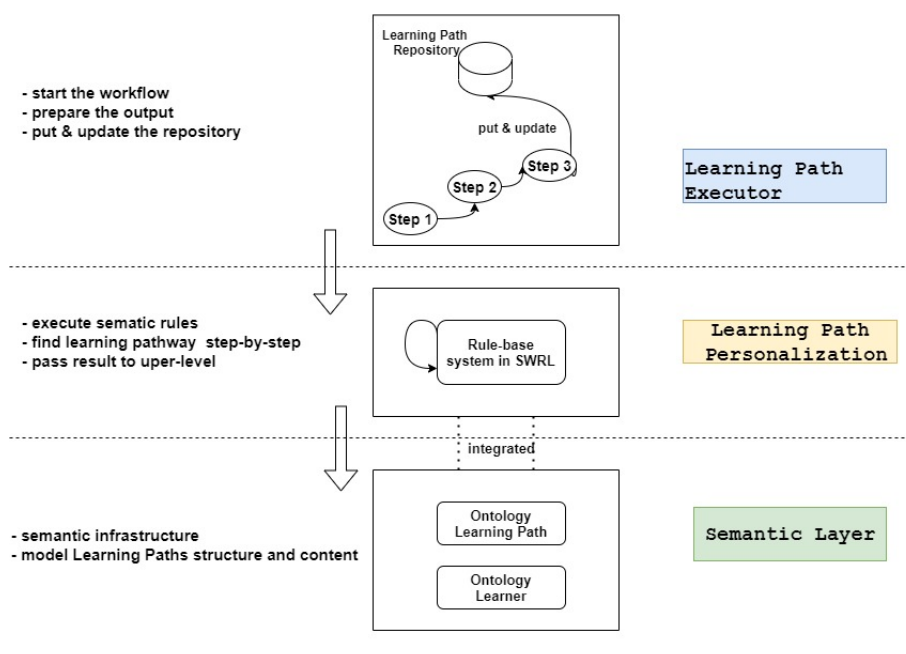 Learning Path
Repository
- start the workflow
- prepare the output
- put & update the repository
put & update
Step 3
Step 2
Step 1
Learning Path
Executor
- execute sematic rules
- find learning pathway step-by-step
- pass result to uper-level
Rule-base
system in SWRL
Learning Path
Personalization
integrated
- semantic infrastructure
- model Learning Paths structure and content
Ontology
Learning Path
Ontology
Learner
Semantic Layer